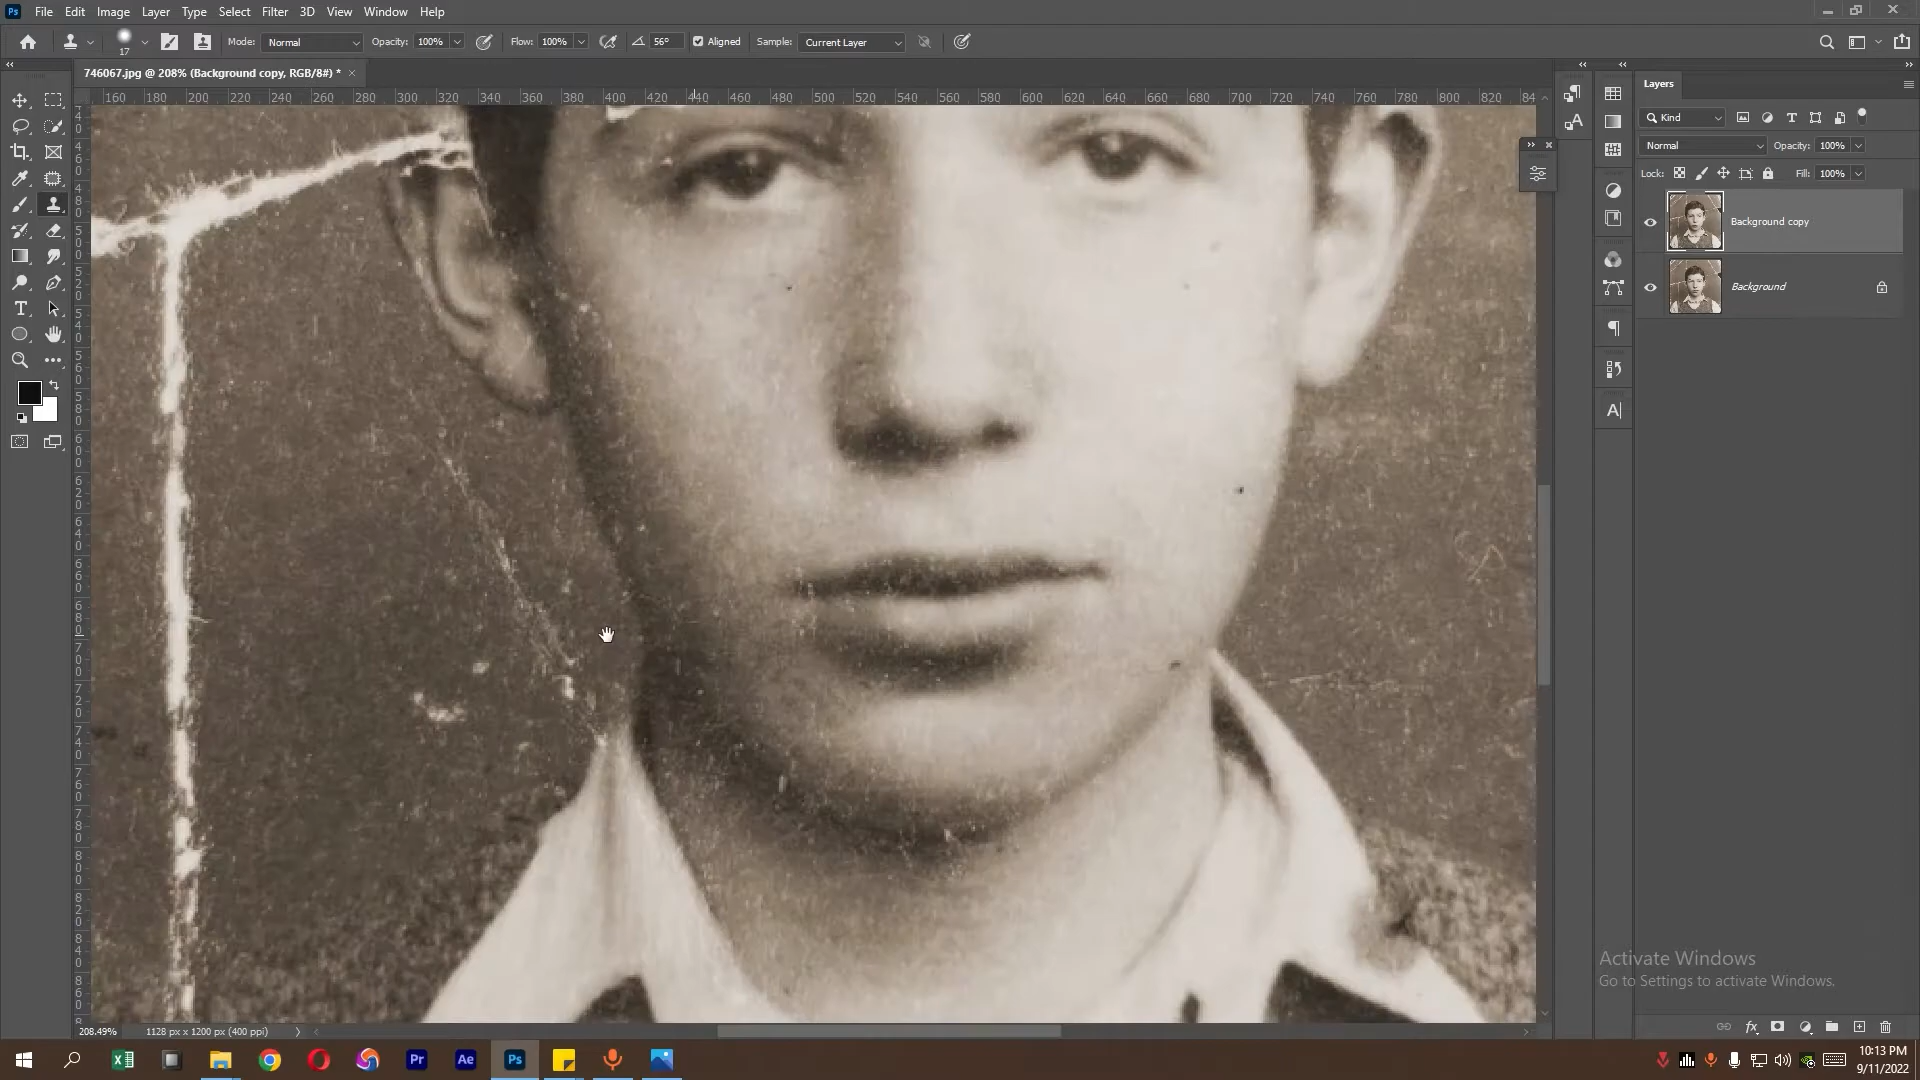 Ps File Edit Image Layer Type Select Filter 3D View Window Help
17 Mode: Normal Opacity: 100% Flow: 100% 56° Aligned Sample: Current Layer
746067.jpg @ 208% (Background copy, RGB/8#) * ×
160 180 200 220 240 260 280 300 320 340 360 380 400 420 440 460 480 500 520 540 560 580 600 620 640 660 680 700 720 740 760 780 800 820 84
Layers
Kind
Normal Opacity: 100%
Lock: Fill: 100%
Background copy
Background
Activate Windows
Go to Settings to activate Windows.
208.49% 1128 px x 1200 px (400 ppi)
Pr Ae Ps
10:13 PM
9/11/2022